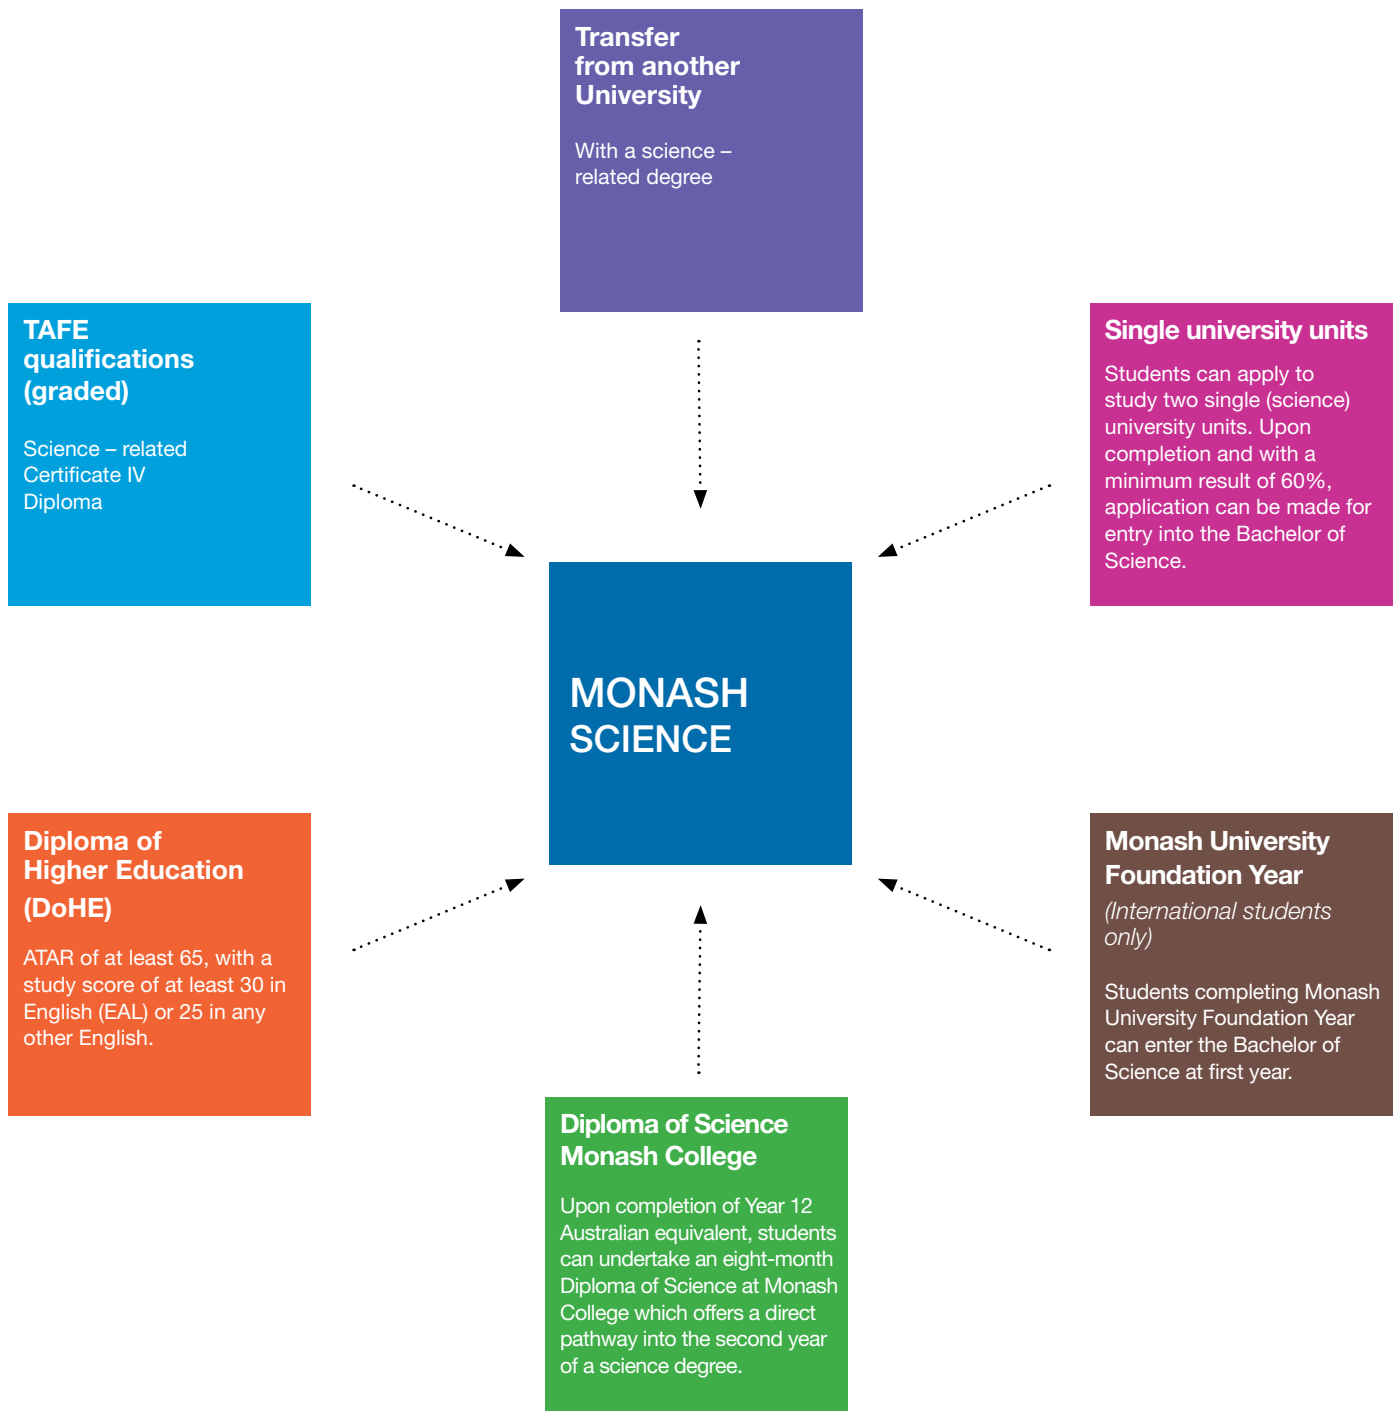 Transfer
from another
University
With a science –
related degree
TAFE
qualifications
(graded)
Science – related
Certificate IV
Diploma
Single university units
Students can apply to
study two single (science)
university units. Upon
completion and with a
minimum result of 60%,
application can be made for
entry into the Bachelor of
Science.
MONASH
SCIENCE
Diploma of
Higher Education
(DoHE)
ATAR of at least 65, with a
study score of at least 30 in
English (EAL) or 25 in any
other English.
Monash University
Foundation Year
(International students
only)
Students completing Monash
University Foundation Year
can enter the Bachelor of
Science at first year.
Diploma of Science
Monash College
Upon completion of Year 12
Australian equivalent, students
can undertake an eight-month
Diploma of Science at Monash
College which offers a direct
pathway into the second year
of a science degree.